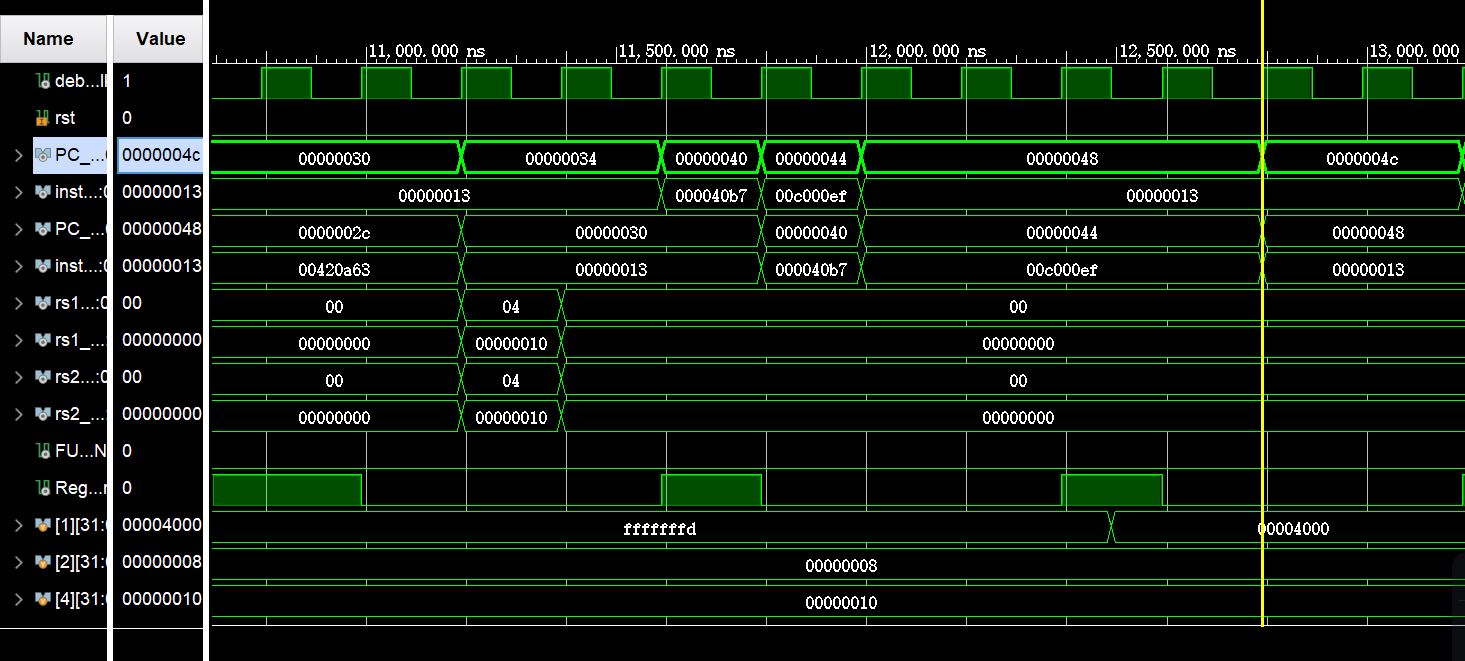 Name Value
11,000.000 ns 11,500.000 ns 12,000.000 ns 12,500.000 ns 13,000.000
deb... 1
rst 0
PC_... 0000004c 00000030 00000034 00000040 00000044 00000048 0000004c
inst... 00000013 00000013 000040b7 00c000ef 00000013
PC_... 00000048 0000002c 00000030 00000040 00000044 00000048
inst... 00000013 00420a63 00000013 000040b7 00c000ef 00000013
rs1...:0 00 00 04 00
rs1_... 00000000 00000000 00000010 00000000
rs2...:0 00 00 04 00
rs2_... 00000000 00000000 00000010 00000000
FU...N 0
Reg... 0
[1][31: 00004000 fffffffd 00004000
[2][31: 00000008 00000008
[4][31: 00000010 00000010